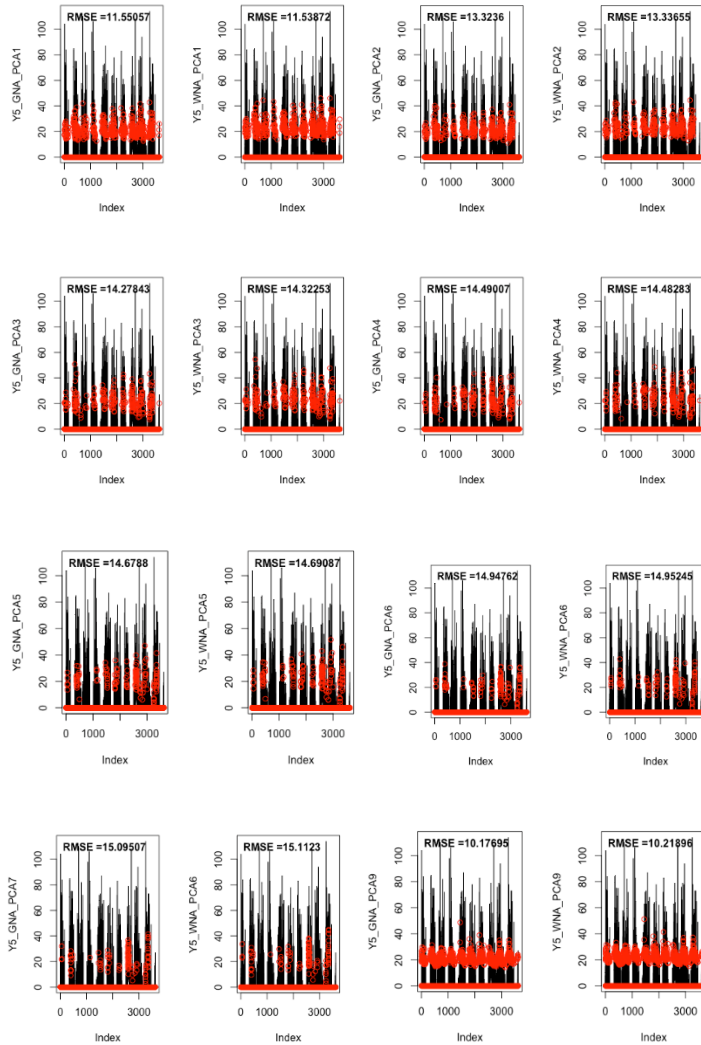 RMSE =11.55057
Y5_GNA_PCA1
0 20 40 60 80 100
0 1000 3000
Index
RMSE =11.53872
Y5_WNA_PCA1
0 20 40 60 80 100
0 1000 3000
Index
RMSE =13.3236
Y5_GNA_PCA2
0 20 40 60 80 100
0 1000 3000
Index
RMSE =13.33655
Y5_WNA_PCA2
0 20 40 60 80 100
0 1000 3000
Index
RMSE =14.27843
Y5_GNA_PCA3
0 20 40 60 80 100
0 1000 3000
Index
RMSE =14.32253
Y5_WNA_PCA3
0 20 40 60 80 100
0 1000 3000
Index
RMSE =14.49007
Y5_GNA_PCA4
0 20 40 60 80 100
0 1000 3000
Index
RMSE =14.48283
Y5_WNA_PCA4
0 20 40 60 80 100
0 1000 3000
Index
RMSE =14.6788
Y5_GNA_PCA5
0 20 40 60 80 100
0 1000 3000
Index
RMSE =14.69087
Y5_WNA_PCA5
0 20 40 60 80 100
0 1000 3000
Index
RMSE =14.94762
Y5_GNA_PCA6
0 20 40 60 80 100
0 1000 3000
Index
RMSE =14.95245
Y5_WNA_PCA6
0 20 40 60 80 100
0 1000 3000
Index
RMSE =15.09507
Y5_GNA_PCA7
0 20 40 60 80 100
0 1000 3000
Index
RMSE =15.1123
Y5_WNA_PCA6
0 20 40 60 80 100
0 1000 3000
Index
RMSE =10.17695
Y5_GNA_PCA9
0 20 40 60 80 100
0 1000 3000
Index
RMSE =10.21896
Y5_WNA_PCA9
0 20 40 60 80 100
0 1000 3000
Index